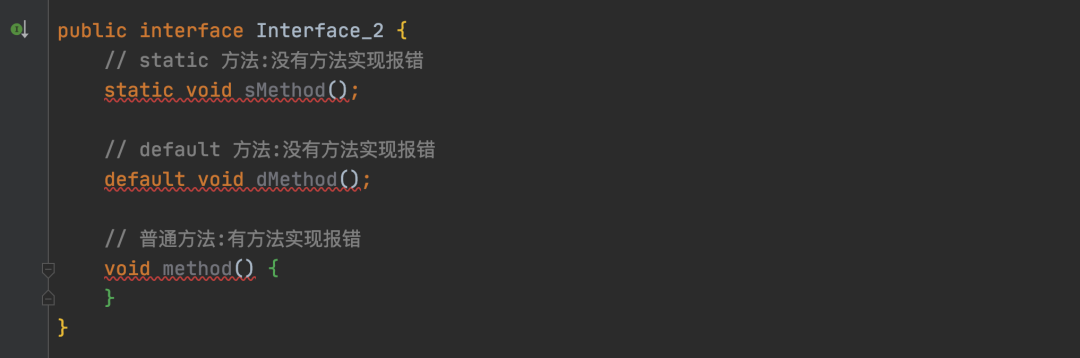 public interface Interface_2 {
    // static 方法:没有方法实现报错
    static void sMethod();

    // default 方法:没有方法实现报错
    default void dMethod();

    // 普通方法:有方法实现报错
    void method() {
    }
}